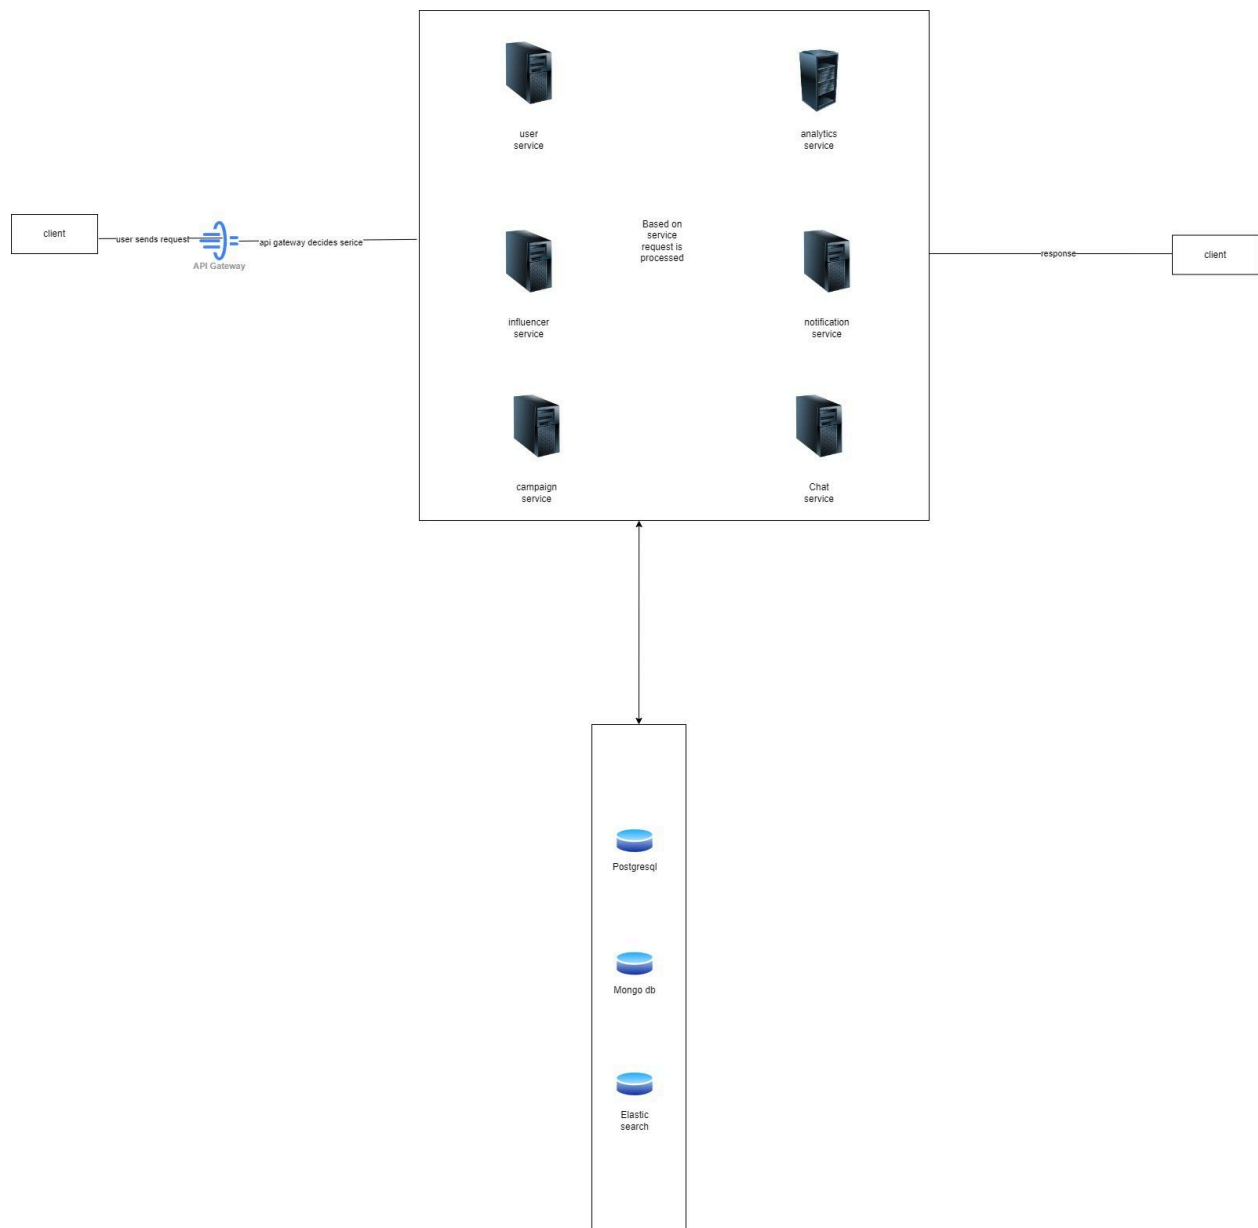 user
service
analytics
service
client
user sends request
API Gateway
api gateway decides serice
Based on
service
request is
processed
influencer
service
notification
service
response
client
campaign
service
Chat
service
Postgresql
Mongo db
Elastic
search